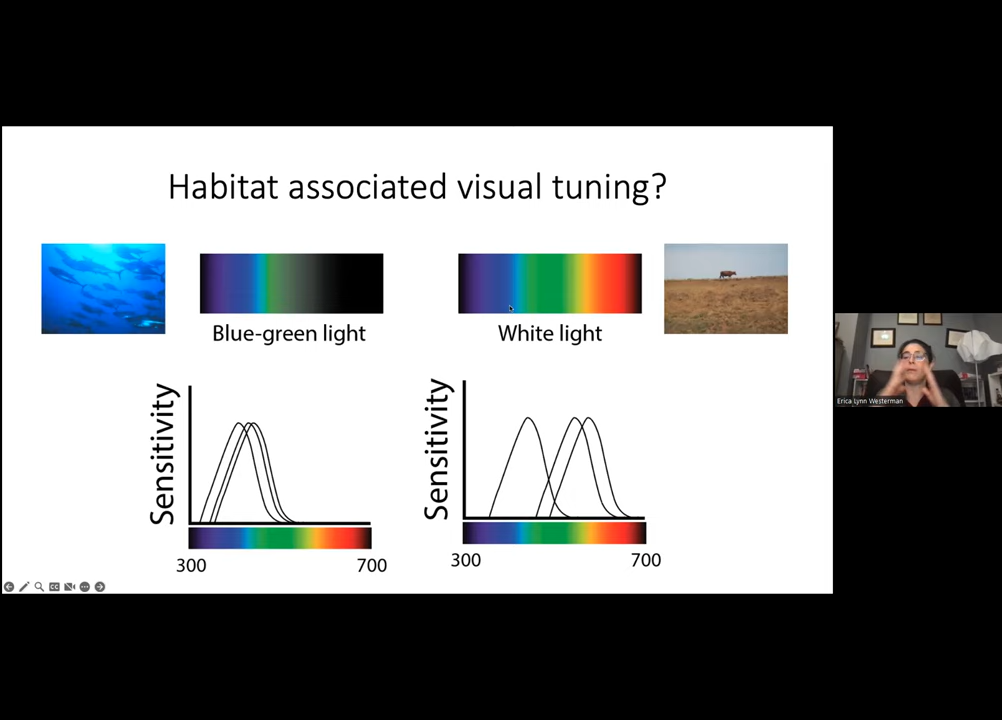 Habitat associated visual tuning?
Blue-green light
White light
Sensitivity
300
700
Sensitivity
300
700
Erica Lynn Westerman